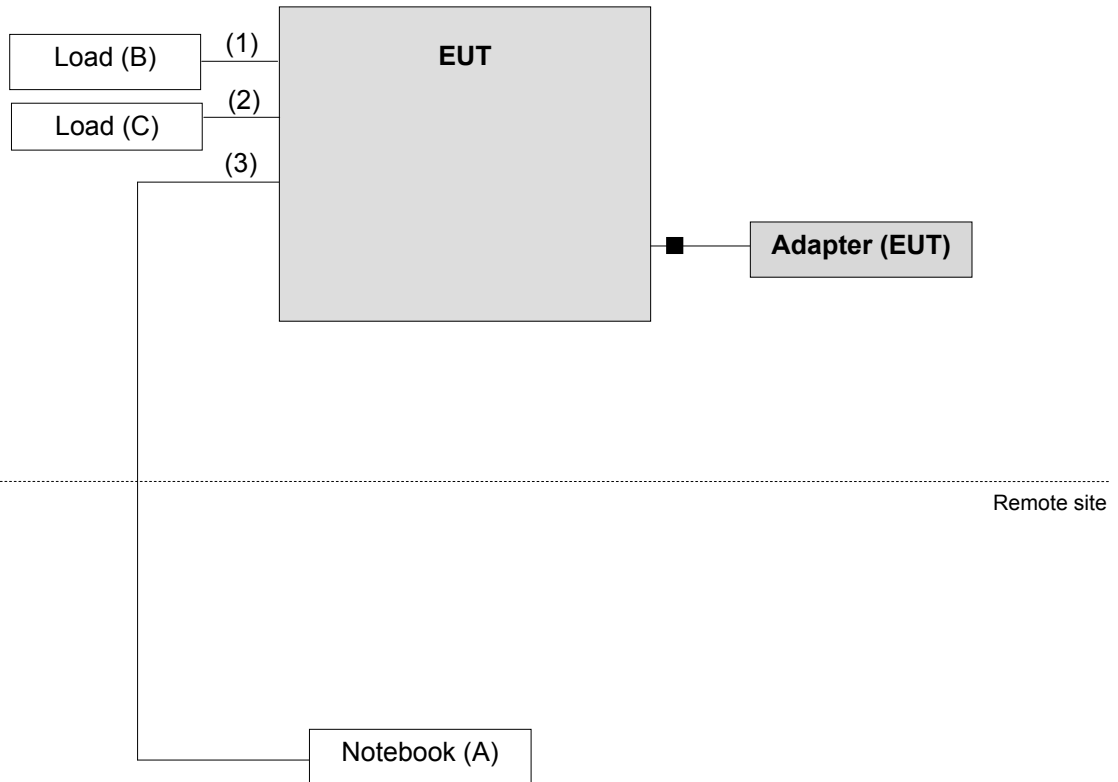 Load (B)
(1)
EUT
Load (C)
(2)
(3)
Adapter (EUT)
Remote site
Notebook (A)